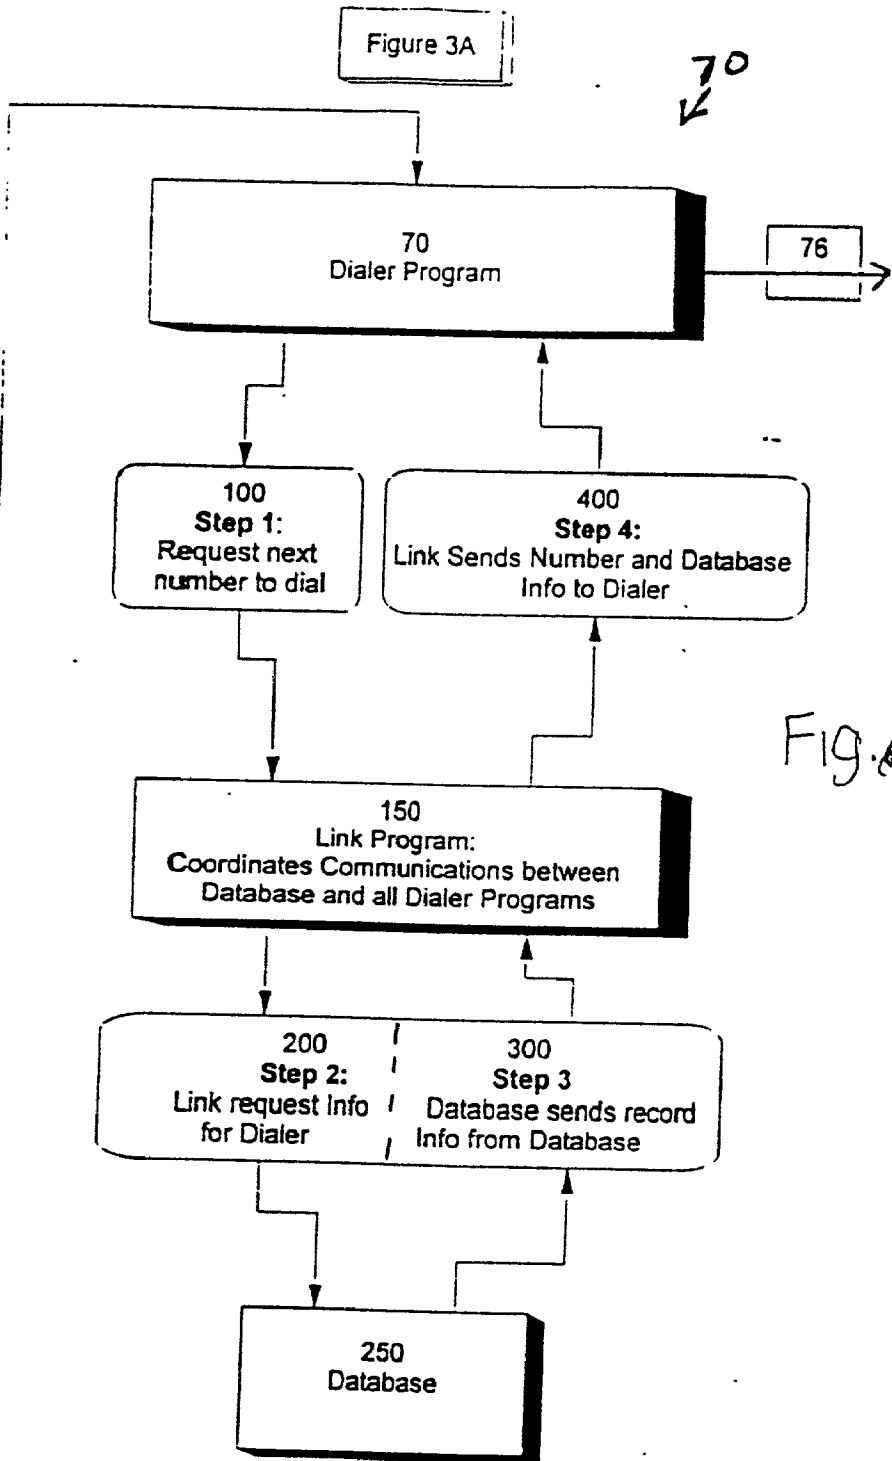 Figure 3A
70
70
Dialer Program
76
100
Step 1:
Request next
number to dial
400
Step 4:
Link Sends Number and Database
Info to Dialer
Fig.
150
Link Program:
Coordinates Communications between
Database and all Dialer Programs
200
Step 2:
Link request Info
for Dialer
300
Step 3
Database sends record
Info from Database
250
Database